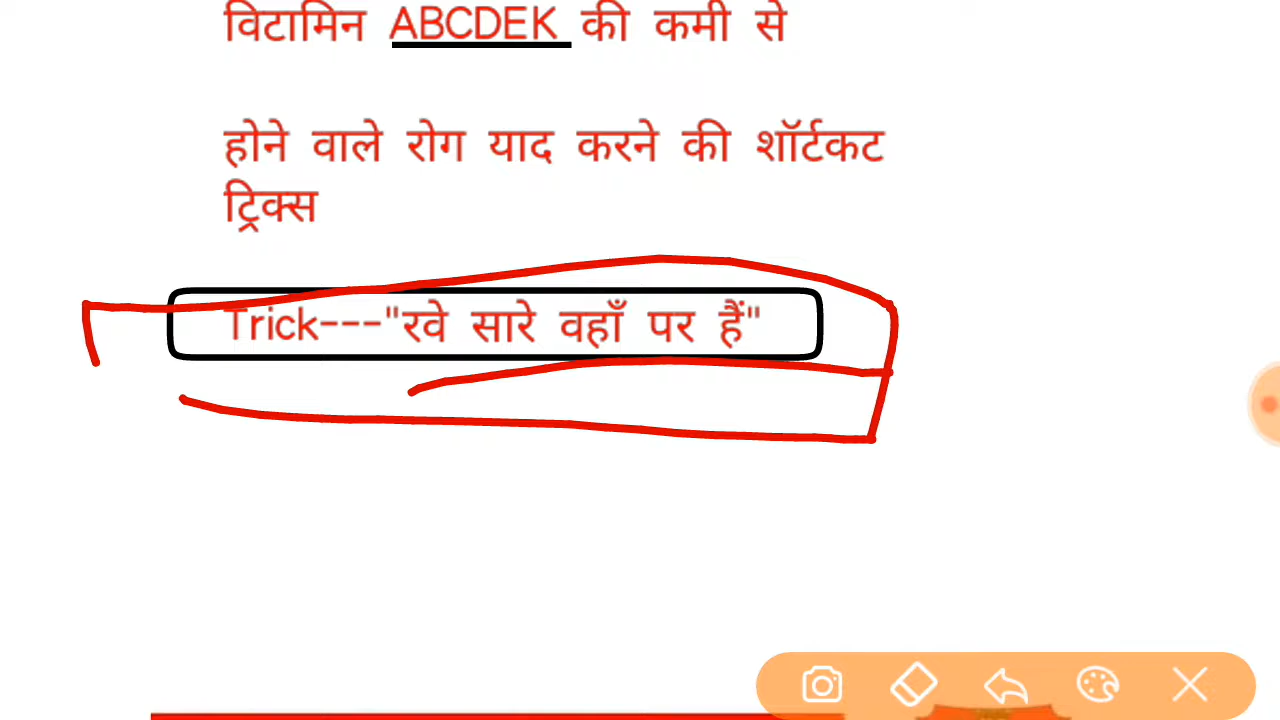 विटामिन ABCDEK की कमी से
होने वाले रोग याद करने की शॉर्टकट
ट्रिक्स
Trick---"रवे सारे वहाँ पर हैं"